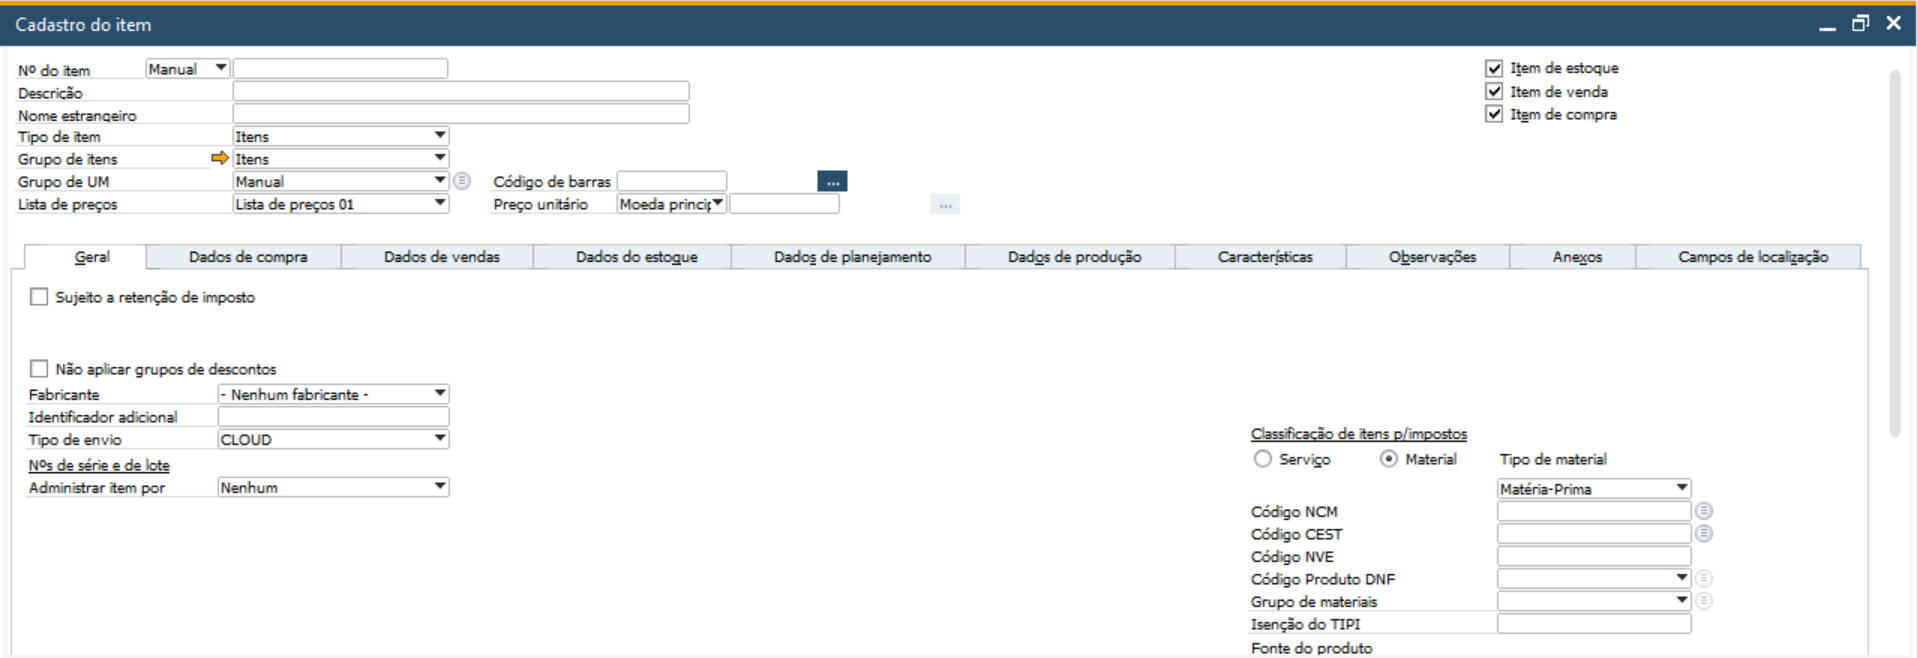 Cadastro do item
Nº do item Manual
Descrição
Nome estrangeiro
Tipo de item Itens
Grupo de itens Itens
Grupo de UM Manual Código de barras ...
Lista de preços Lista de preços 01 Preço unitário Moeda princip ...
Item de estoque
Item de venda
Item de compra
Geral Dados de compra Dados de vendas Dados do estoque Dados de planejamento Dados de produção Características Observações Anexos Campos de localização
Sujeito a retenção de imposto
Não aplicar grupos de descontos
Fabricante - Nenhum fabricante -
Identificador adicional
Tipo de envio CLOUD
Nºs de série e de lote
Administrar item por Nenhum
Classificação de itens p/impostos
Serviço Material Tipo de material
Matéria-Prima
Código NCM
Código CEST
Código NVE
Código Produto DNF
Grupo de materiais
Isenção do TIPI
Fonte do produto